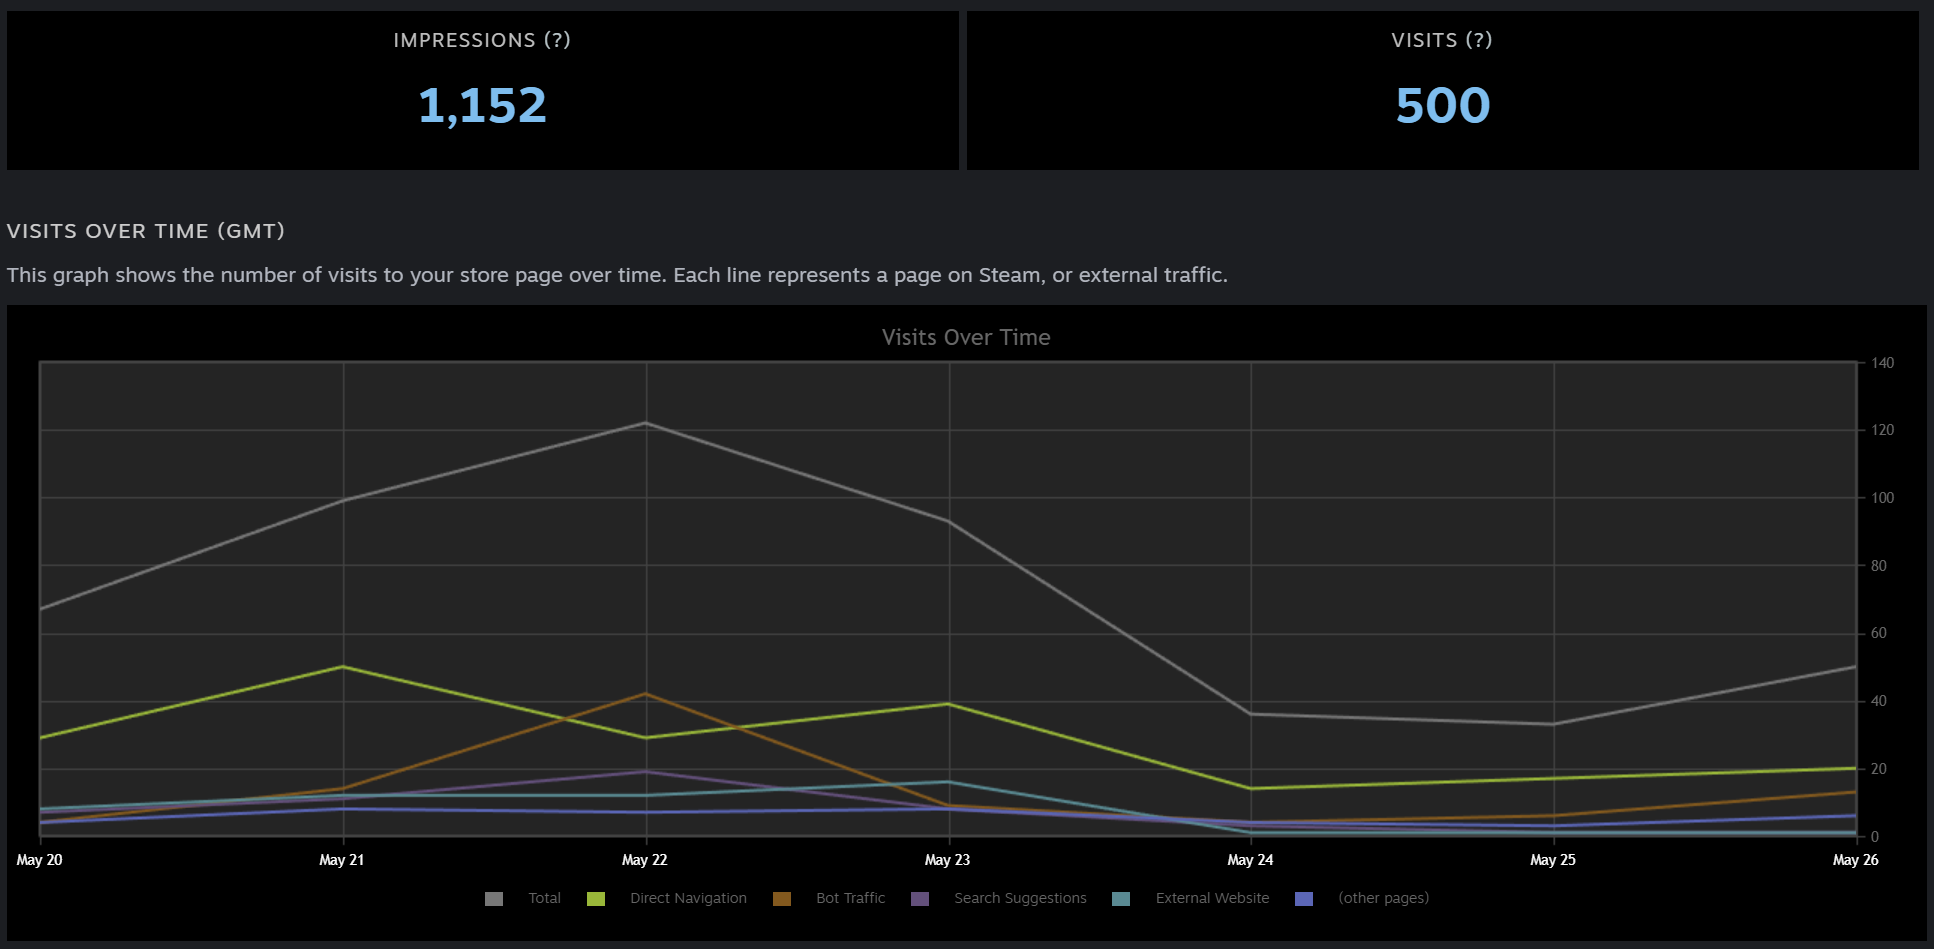 IMPRESSIONS (?)
1,152
VISITS (?)
500
VISITS OVER TIME (GMT)
This graph shows the number of visits to your store page over time. Each line represents a page on Steam, or external traffic.
Visits Over Time
140
120
100
80
60
40
20
0
May 20 May 21 May 22 May 23 May 24 May 25 May 26
Total Direct Navigation Bot Traffic Search Suggestions External Website (other pages)